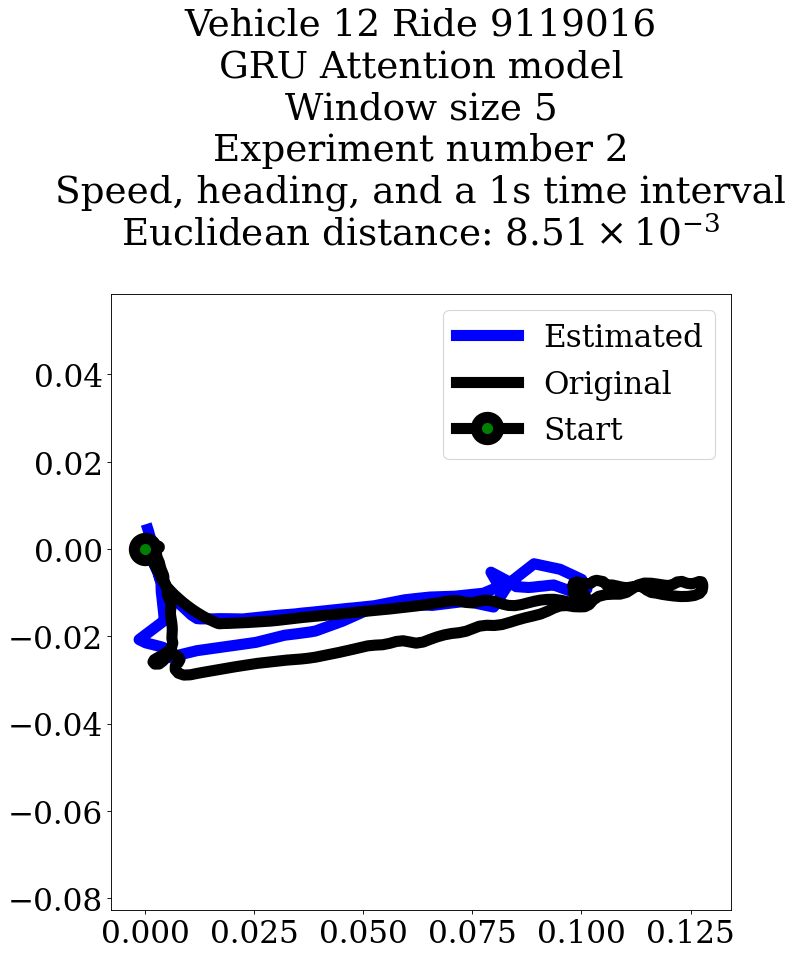 Vehicle 12 Ride 9119016
GRU Attention model
Window size 5
Experiment number 2
Speed, heading, and a 1s time interval
Euclidean distance: 8.51 × 10⁻³
Estimated
Original
Start
0.04
0.02
0.00
−0.02
−0.04
−0.06
−0.08
0.000 0.025 0.050 0.075 0.100 0.125